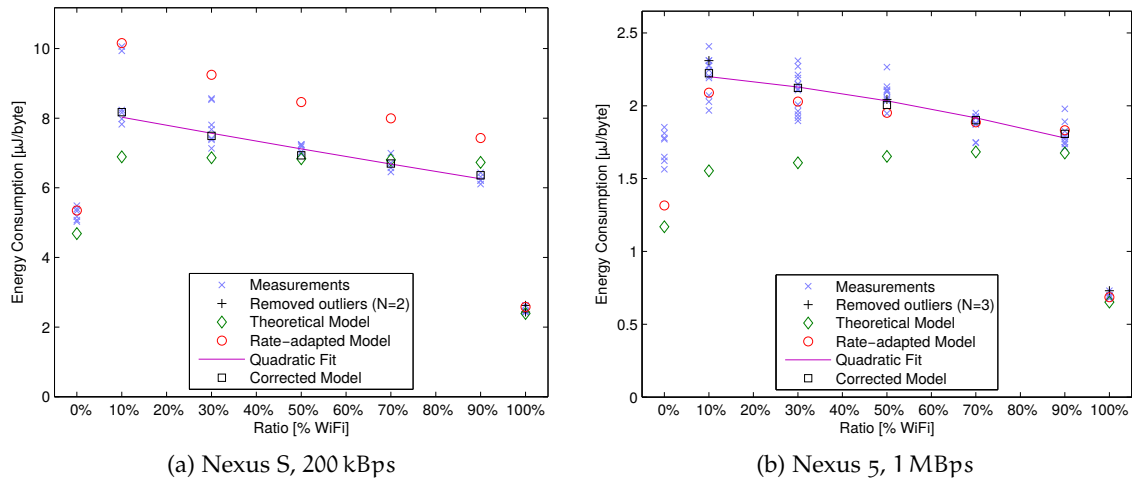 10
8
6
4
2
0
Energy Consumption [µJ/byte]
× Measurements
+ Removed outliers (N=2)
◇ Theoretical Model
○ Rate−adapted Model
Quadratic Fit
□ Corrected Model
0% 10% 20% 30% 40% 50% 60% 70% 80% 90% 100%
Ratio [% WiFi]
(a) Nexus S, 200 kBps
2.5
2
1.5
1
0.5
0
Energy Consumption [µJ/byte]
× Measurements
+ Removed outliers (N=3)
◇ Theoretical Model
○ Rate−adapted Model
Quadratic Fit
□ Corrected Model
0% 10% 20% 30% 40% 50% 60% 70% 80% 90% 100%
Ratio [% WiFi]
(b) Nexus 5, 1 MBps